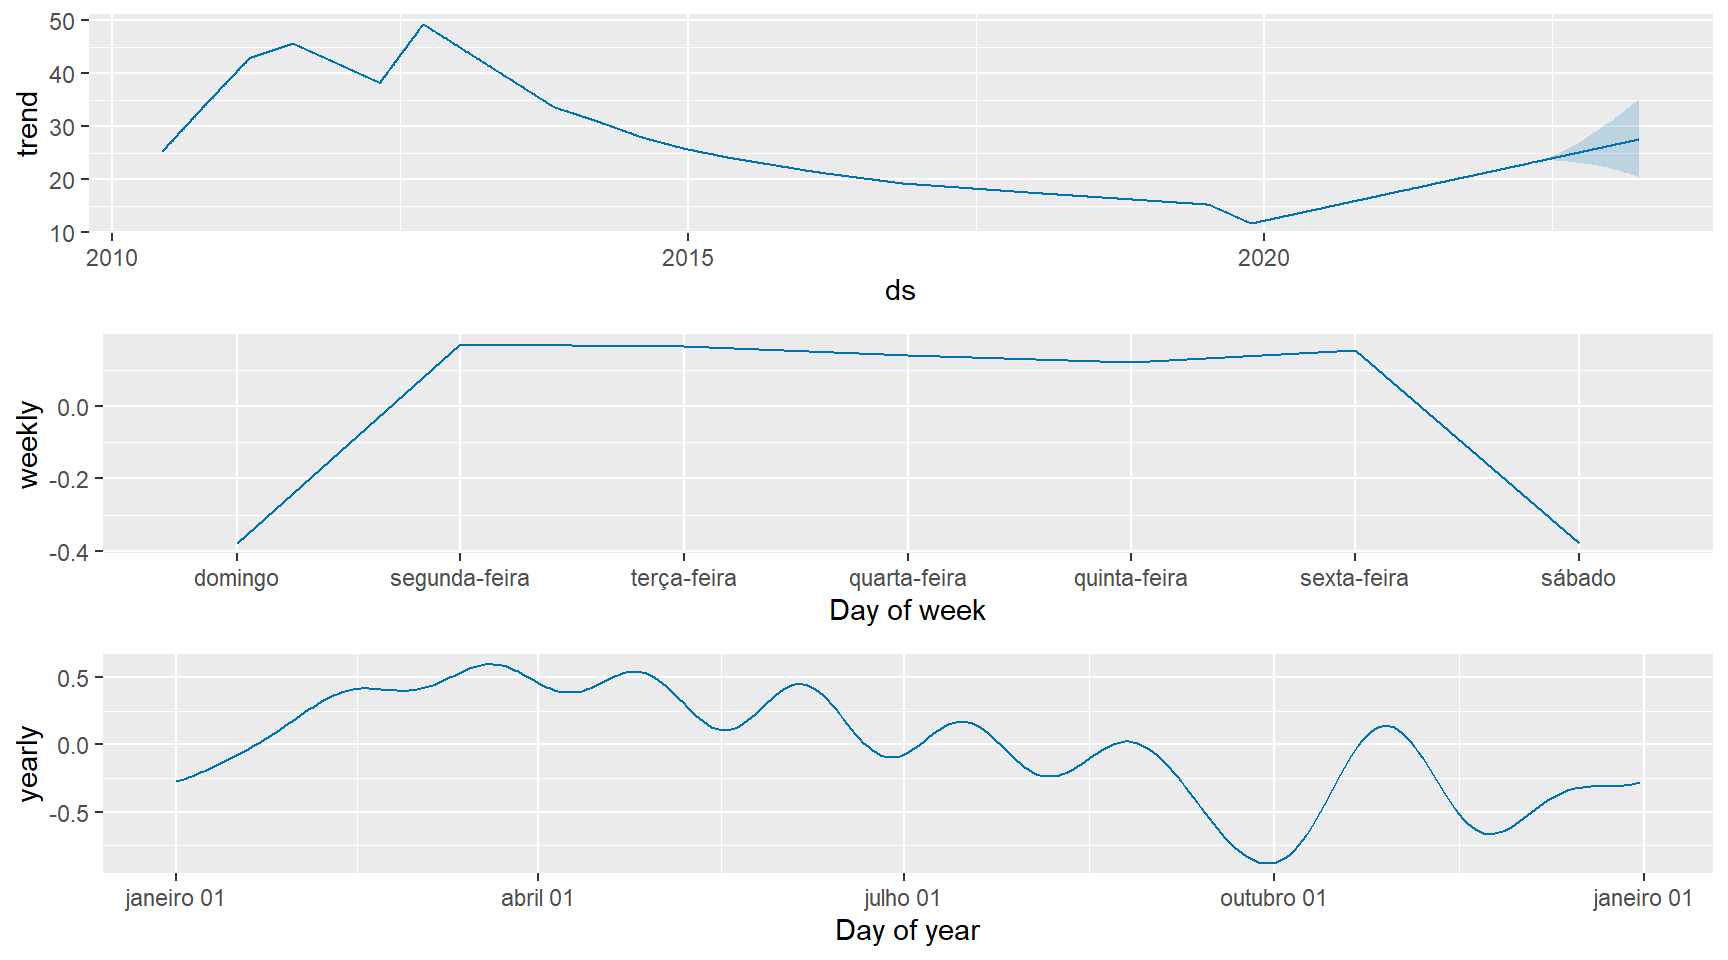 50
40
30
20
10
trend
2010 2015 2020
ds
0.0
-0.2
-0.4
weekly
domingo segunda-feira terça-feira quarta-feira quinta-feira sexta-feira sábado
Day of week
0.5
0.0
-0.5
yearly
janeiro 01 abril 01 julho 01 outubro 01 janeiro 01
Day of year